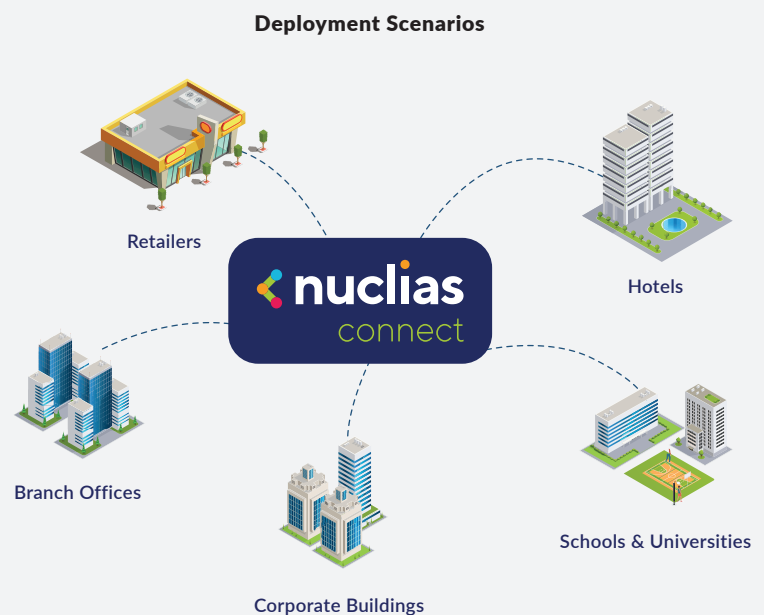 Deployment Scenarios
Retailers
Hotels
nuclias
connect
Branch Offices
Schools & Universities
Corporate Buildings